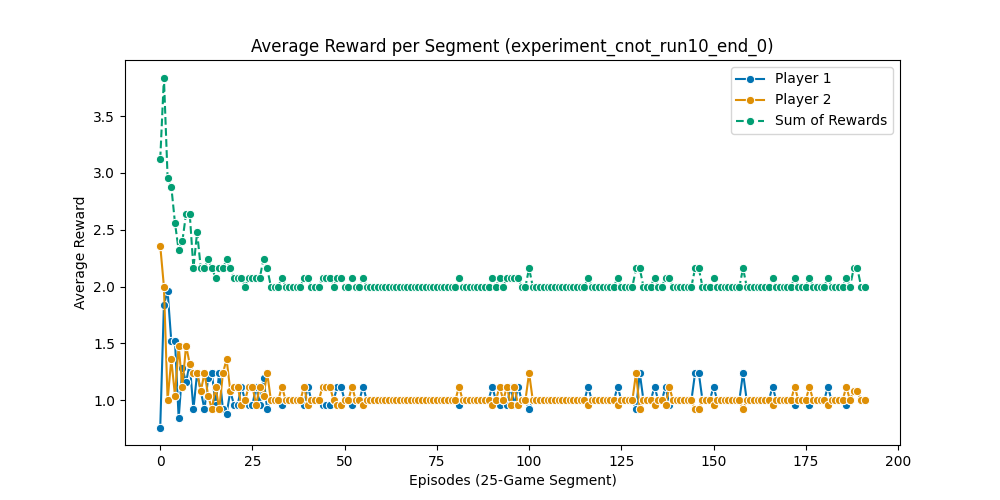 Average Reward per Segment (experiment_cnot_run10_end_0)
Player 1
Player 2
Sum of Rewards
Average Reward
3.5
3.0
2.5
2.0
1.5
1.0
0 25 50 75 100 125 150 175 200
Episodes (25-Game Segment)